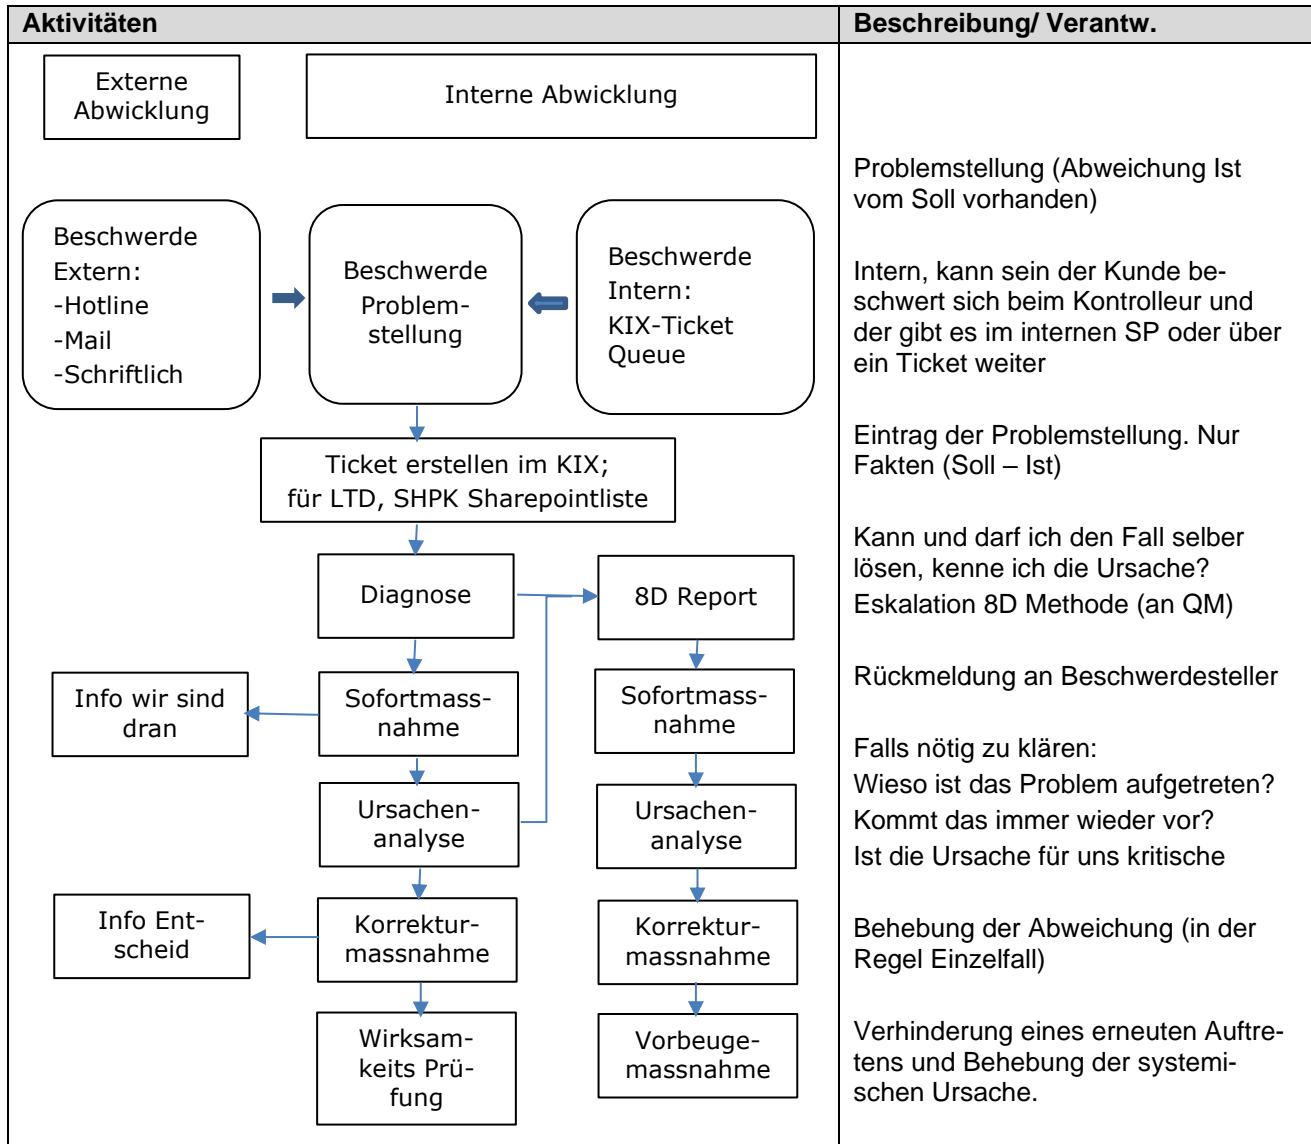 Aktivitäten
Beschreibung/ Verantw.
Externe
Abwicklung
Interne Abwicklung
Problemstellung (Abweichung Ist
vom Soll vorhanden)
Beschwerde
Extern:
-Hotline
-Mail
-Schriftlich
Beschwerde
Problem-
stellung
Beschwerde
Intern:
KIX-Ticket
Queue
Intern, kann sein der Kunde be-
schwert sich beim Kontrolleur und
der gibt es im internen SP oder über
ein Ticket weiter
Ticket erstellen im KIX;
für LTD, SHPK Sharepointliste
Eintrag der Problemstellung. Nur
Fakten (Soll – Ist)
Diagnose
8D Report
Kann und darf ich den Fall selber
lösen, kenne ich die Ursache?
Eskalation 8D Methode (an QM)
Info wir sind
dran
Sofortmass-
nahme
Sofortmass-
nahme
Rückmeldung an Beschwerdesteller
Ursachen-
analyse
Ursachen-
analyse
Falls nötig zu klären:
Wieso ist das Problem aufgetreten?
Kommt das immer wieder vor?
Ist die Ursache für uns kritische
Info Ent-
scheid
Korrektur-
massnahme
Korrektur-
massnahme
Behebung der Abweichung (in der
Regel Einzelfall)
Wirksam-
keits Prü-
fung
Vorbeuge-
massnahme
Verhinderung eines erneuten Auftre-
tens und Behebung der systemi-
schen Ursache.